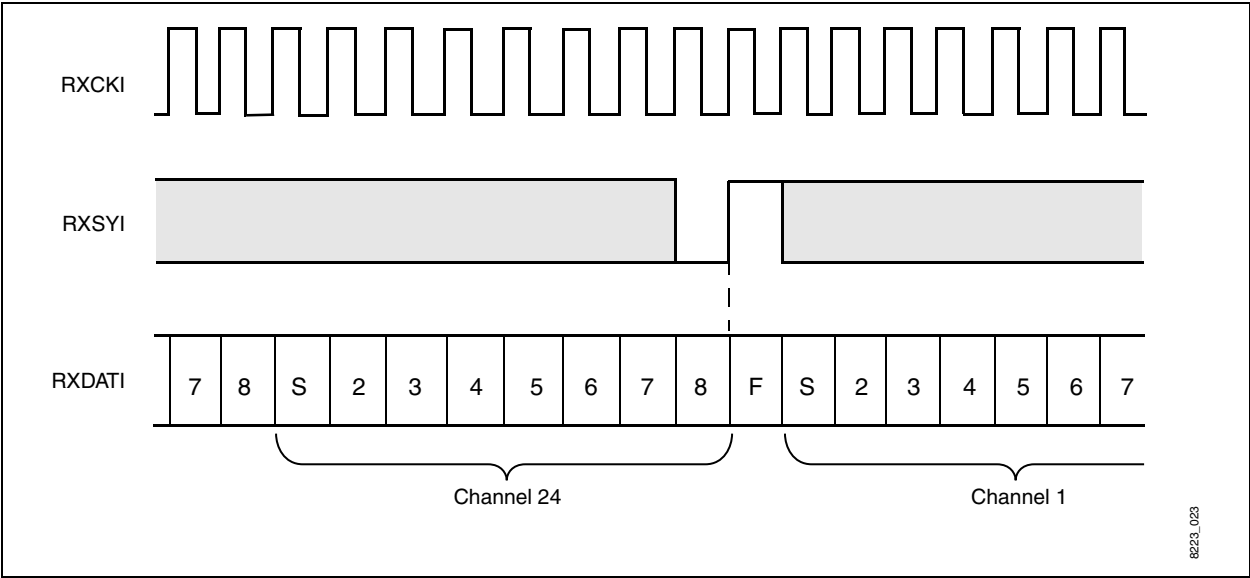 RXCKI
RXSYI
RXDATI 7 8 S 2 3 4 5 6 7 8 F S 2 3 4 5 6 7
Channel 24 Channel 1
8223_023